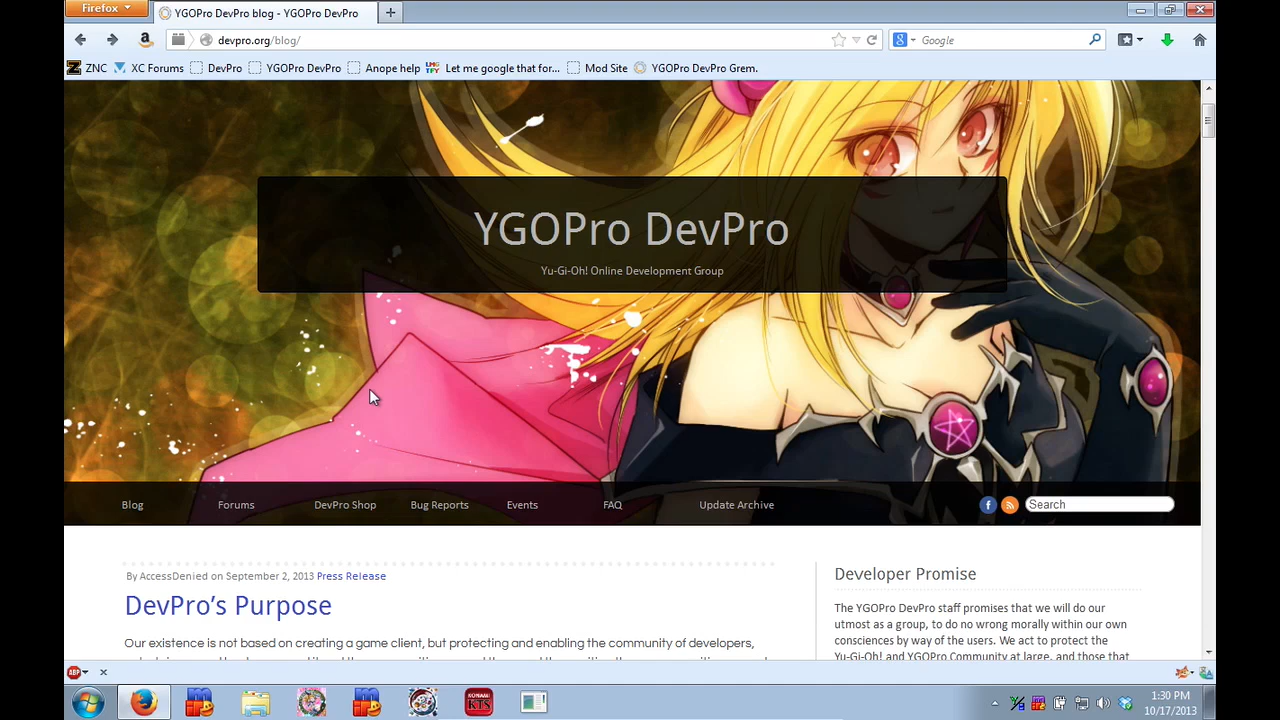 Firefox
YGOPro DevPro blog - YGOPro DevPro
devpro.org/blog/
Google
ZNC XC Forums DevPro YGOPro DevPro Anope help LMG TFY Let me google that for... Mod Site YGOPro DevPro Grem.
YGOPro DevPro
Yu-Gi-Oh! Online Development Group
Blog Forums DevPro Shop Bug Reports Events FAQ Update Archive Search
By AccessDenied on September 2, 2013 Press Release
DevPro’s Purpose
Our existence is not based on creating a game client, but protecting and enabling the community of developers,
Developer Promise
The YGOPro DevPro staff promises that we will do our
utmost as a group, to do no wrong morally within our own
consciences by way of the users. We act to protect the
Yu-Gi-Oh! and YGOPro Community at large, and those that
ABP
KONAMI
KTS
1:30 PM
10/17/2013